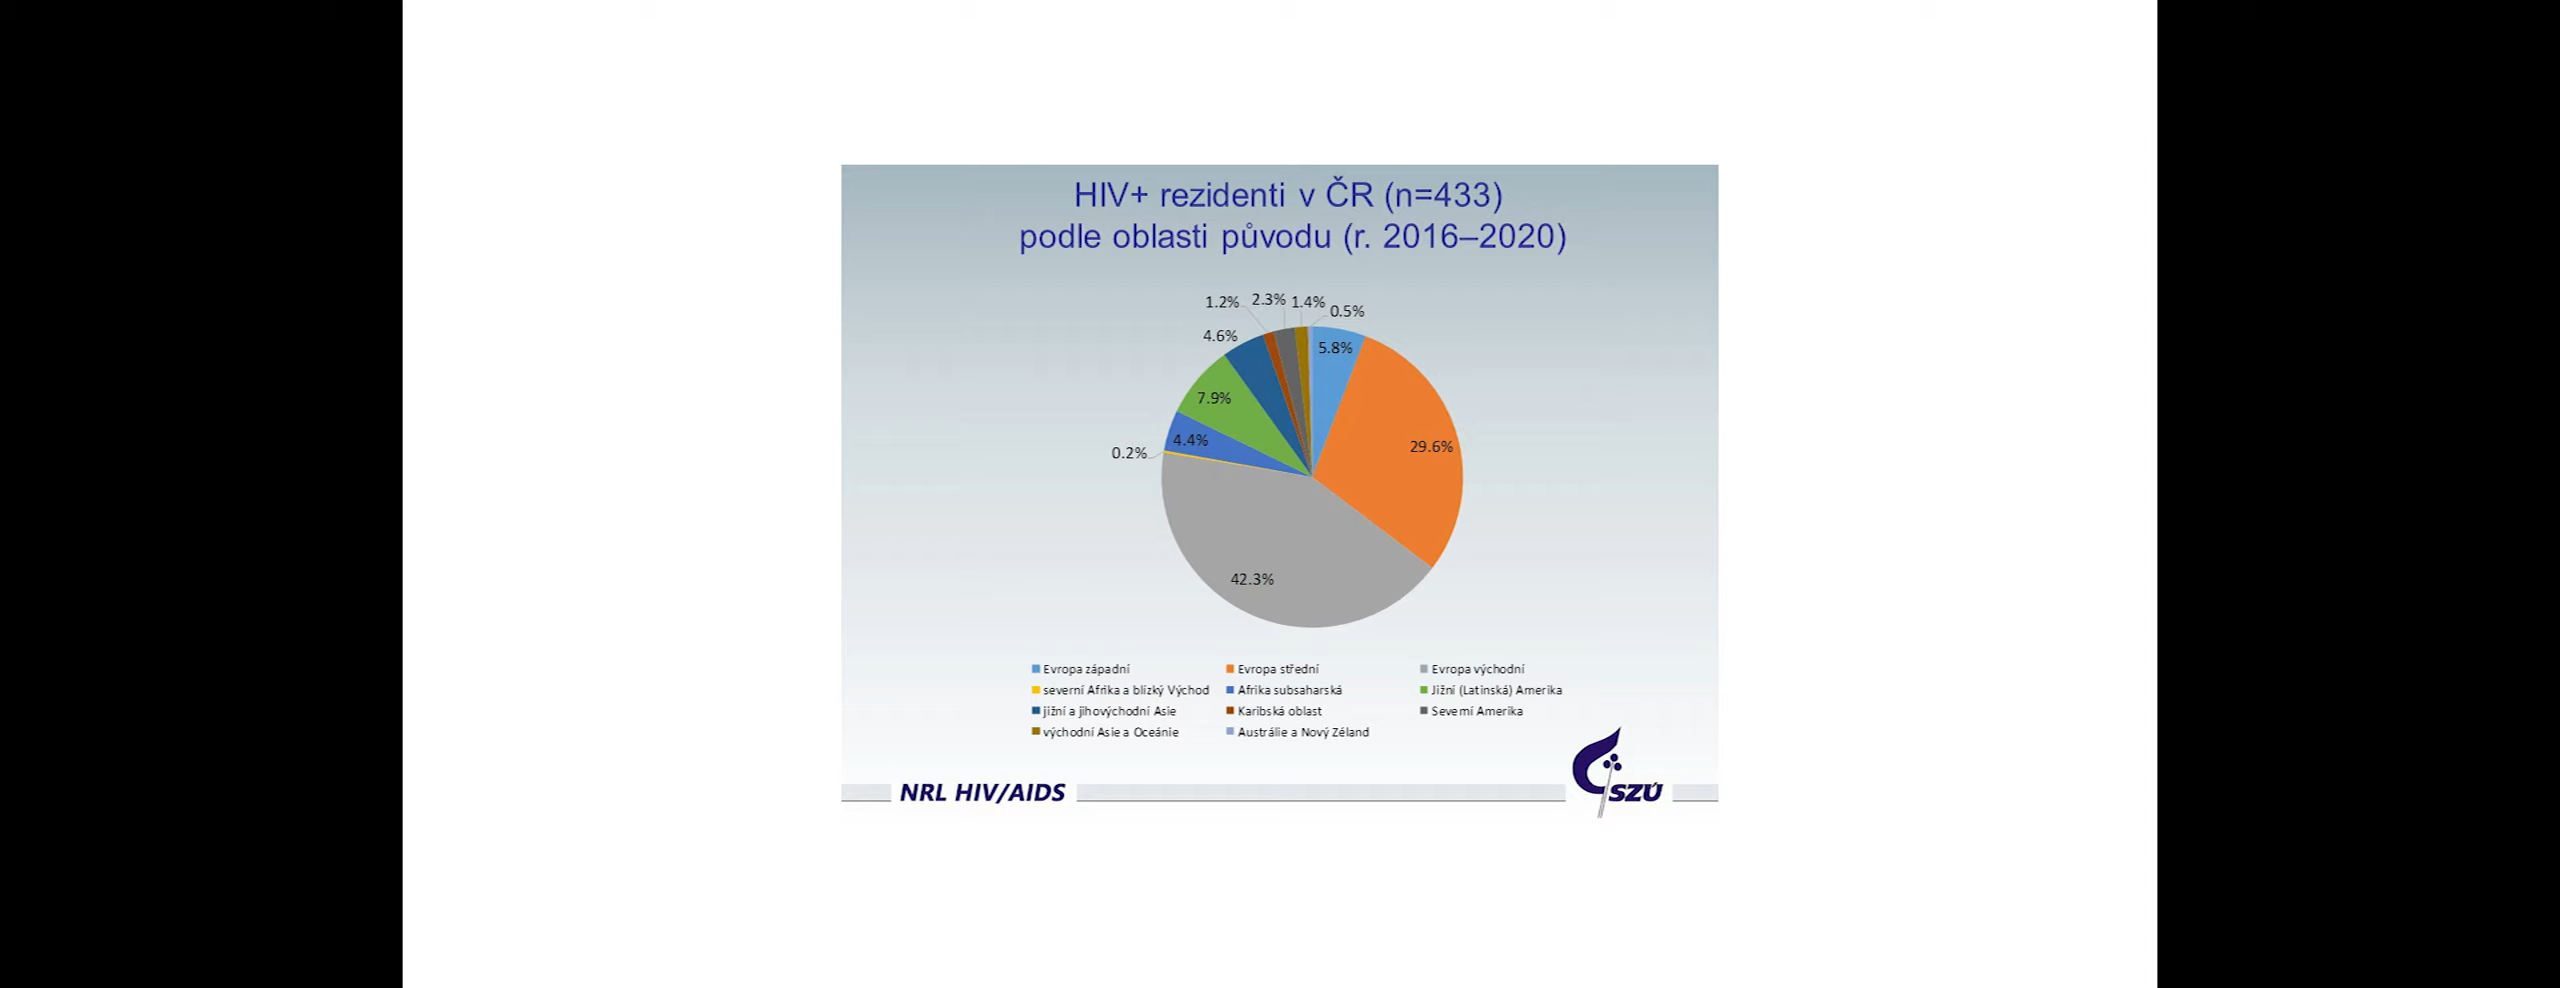 HIV+ rezidenti v ČR (n=433)
podle oblasti původu (r. 2016–2020)
1.2% 2.3% 1.4% 0.5%
4.6% 5.8%
7.9%
4.4% 29.6%
0.2%
42.3%
Evropa západní Evropa střední Evropa východní
severní Afrika a blízký Východ Afrika subsaharská Jižní (Latinská) Amerika
jižní a jihovýchodní Asie Karibská oblast Severní Amerika
východní Asie a Oceánie Austrálie a Nový Zéland
NRL HIV/AIDS SZÚ